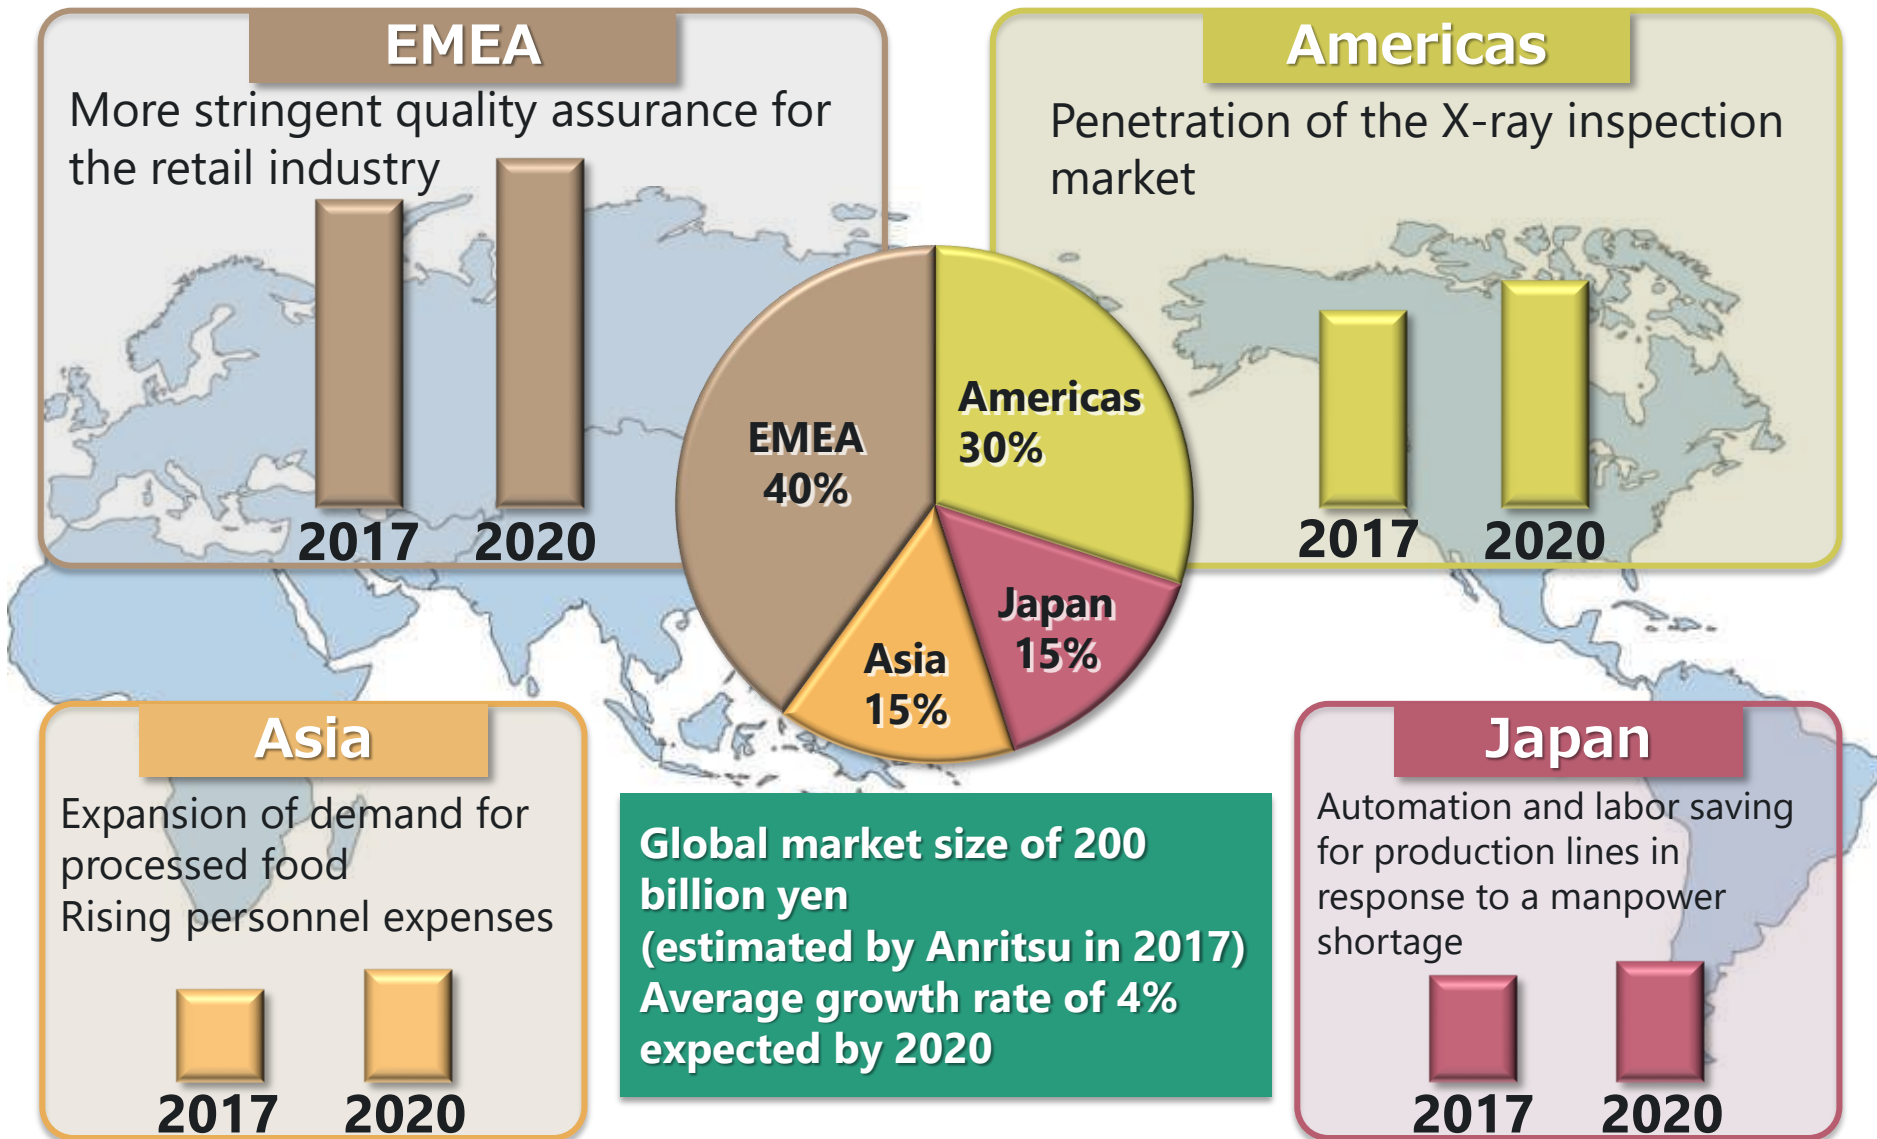 EMEA
More stringent quality assurance for
the retail industry
2017
2020
Americas
Penetration of the X-ray inspection
market
2017
2020
EMEA
40%
Americas
30%
Japan
15%
Asia
15%
Asia
Expansion of demand for
processed food
Rising personnel expenses
2017
2020
Global market size of 200
billion yen
(estimated by Anritsu in 2017)
Average growth rate of 4%
expected by 2020
Japan
Automation and labor saving
for production lines in
response to a manpower
shortage
2017
2020